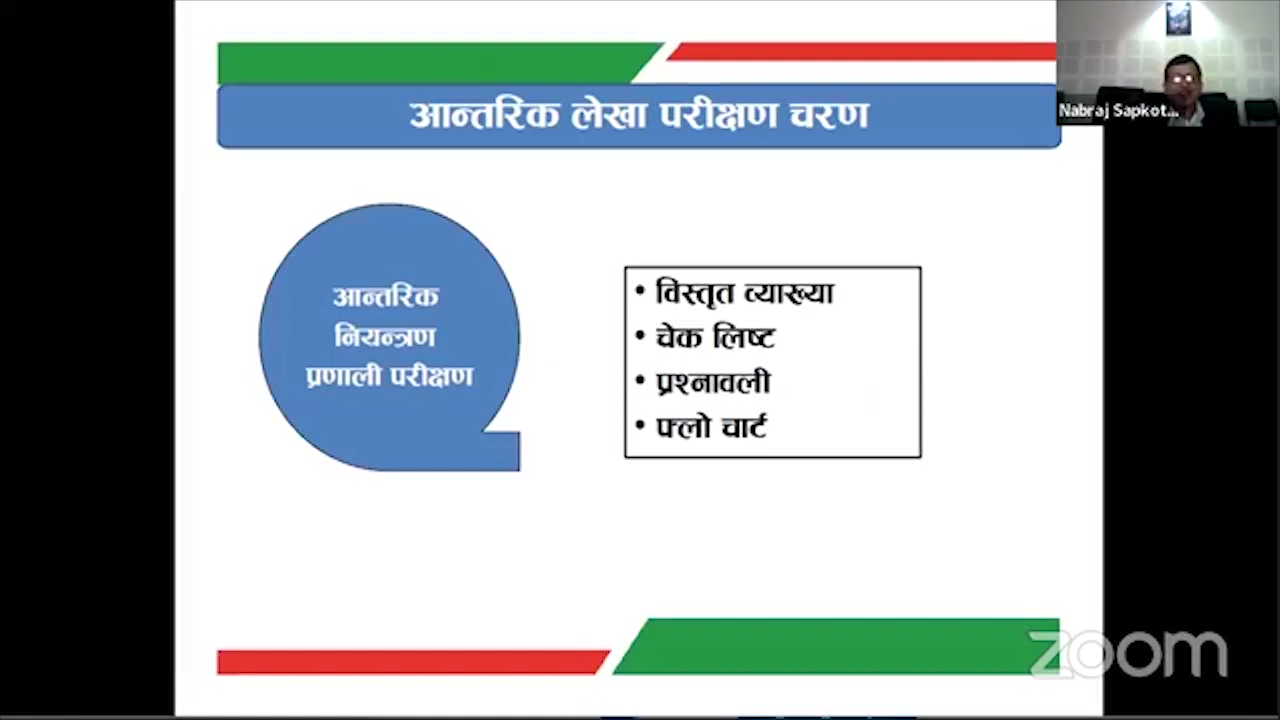 आन्तरिक लेखा परीक्षण चरण
Nabraj Sapkot...
आन्तरिक
नियन्त्रण
प्रणाली परीक्षण
• विस्तृत व्याख्या
• चेक लिष्ट
• प्रश्नावली
• फ्लो चार्ट
zoom